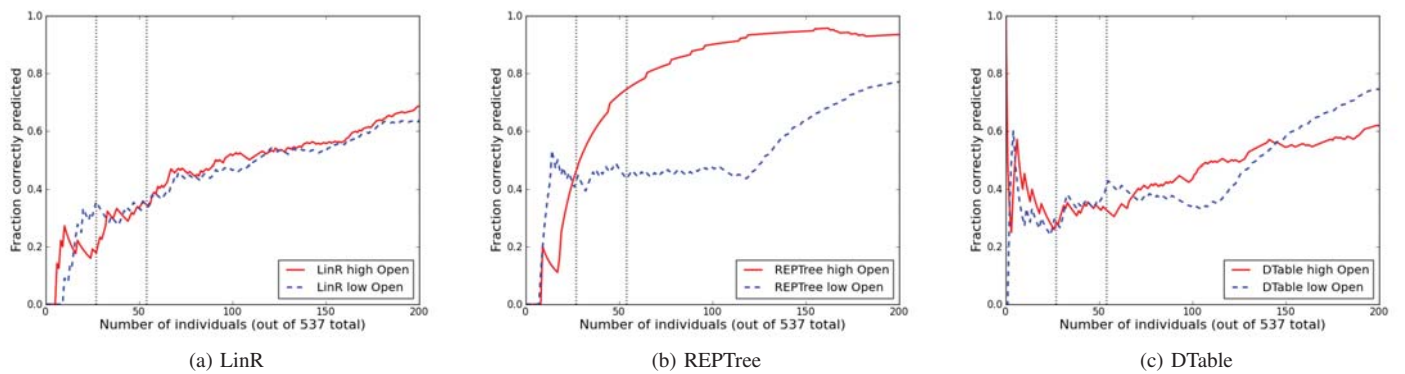 Fraction correctly predicted
1.0
0.8
0.6
0.4
0.2
0.0
0 50 100 150 200
Number of individuals (out of 537 total)
LinR high Open
LinR low Open
(a) LinR
Fraction correctly predicted
1.0
0.8
0.6
0.4
0.2
0.0
0 50 100 150 200
Number of individuals (out of 537 total)
REPTree high Open
REPTree low Open
(b) REPTree
Fraction correctly predicted
1.0
0.8
0.6
0.4
0.2
0.0
0 50 100 150 200
Number of individuals (out of 537 total)
DTable high Open
DTable low Open
(c) DTable